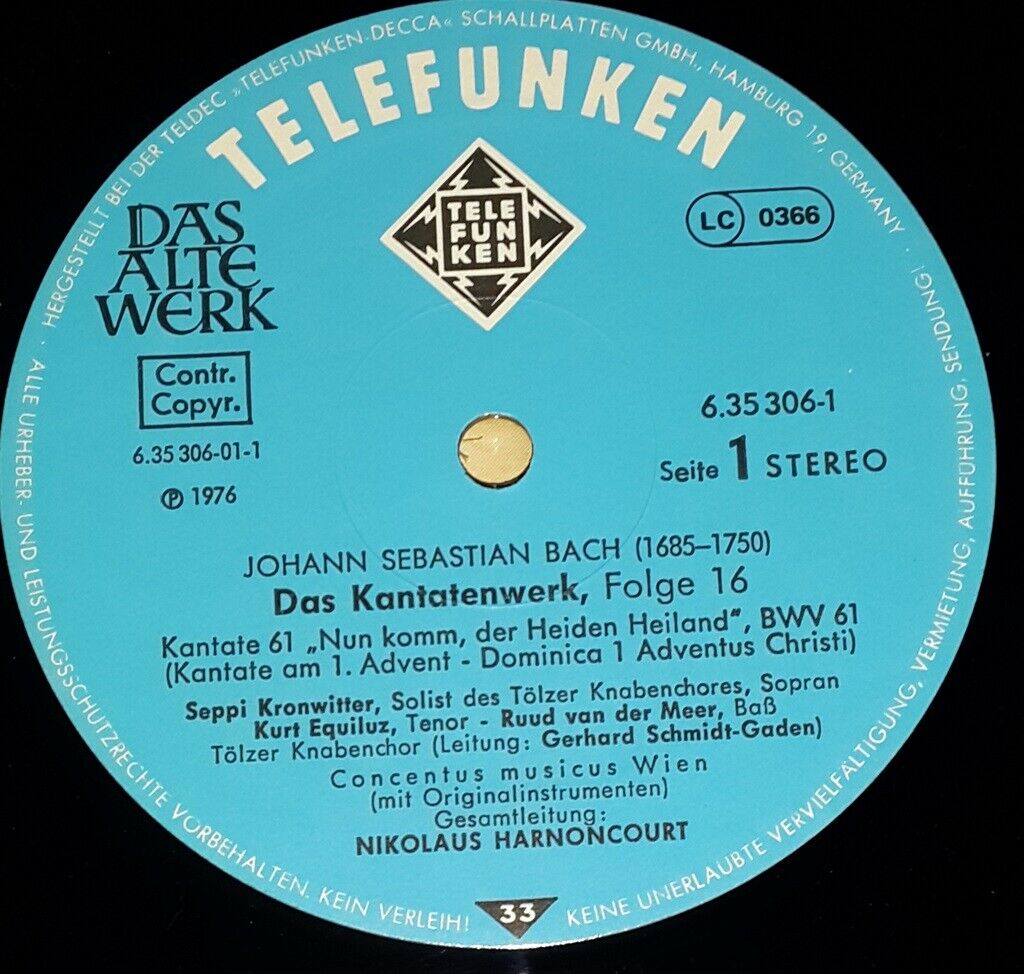 HERGESTELLT BEI DER TELDEC »TELEFUNKEN-DECCA« SCHALLPLATTEN GMBH., HAMBURG 19, GERMANY ·
TELEFUNKEN
TELE
FUN
KEN
LC 0366
DAS
ALTE
WERK
Contr.
Copyr.
6.35 306-01-1
℗ 1976
6.35 306-1
Seite 1 STEREO
JOHANN SEBASTIAN BACH (1685–1750)
Das Kantatenwerk, Folge 16
Kantate 61 „Nun komm, der Heiden Heiland", BWV 61
(Kantate am 1. Advent - Dominica 1 Adventus Christi)
Seppi Kronwitter, Solist des Tölzer Knabenchores, Sopran
Kurt Equiluz, Tenor - Ruud van der Meer, Baß
Tölzer Knabenchor (Leitung: Gerhard Schmidt-Gaden)
Concentus musicus Wien
(mit Originalinstrumenten)
Gesamtleitung:
NIKOLAUS HARNONCOURT
· ALLE URHEBER- UND LEISTUNGSSCHUTZRECHTE VORBEHALTEN. KEIN VERLEIH!
33
KEINE UNERLAUBTE VERVIELFÄLTIGUNG, VERMIETUNG, AUFFÜHRUNG, SENDUNG!